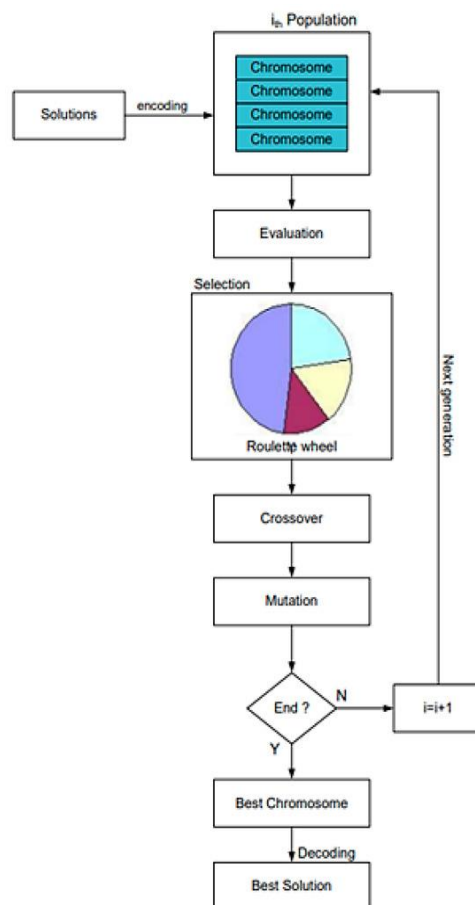 i_th Population
Chromosome
Chromosome
Chromosome
Chromosome
Solutions
encoding
Evaluation
Selection
Roulette wheel
Next generation
Crossover
Mutation
End ?
N
i=i+1
Y
Best Chromosome
Decoding
Best Solution